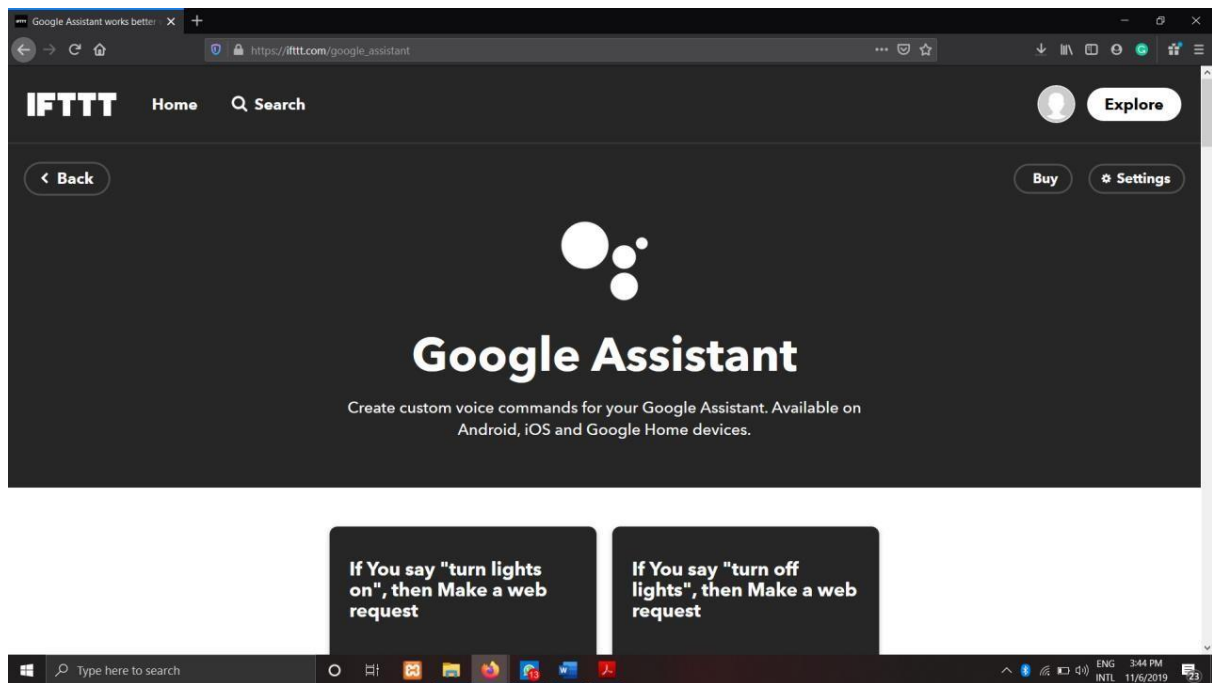 Google Assistant works better
https://ifttt.com/google_assistant
IFTTT Home Search Explore
Back Buy Settings
Google Assistant
Create custom voice commands for your Google Assistant. Available on
Android, iOS and Google Home devices.
If You say "turn lights
on", then Make a web
request
If You say "turn off
lights", then Make a web
request
Type here to search
13
W
ENG 3:44 PM
INTL 11/6/2019 23